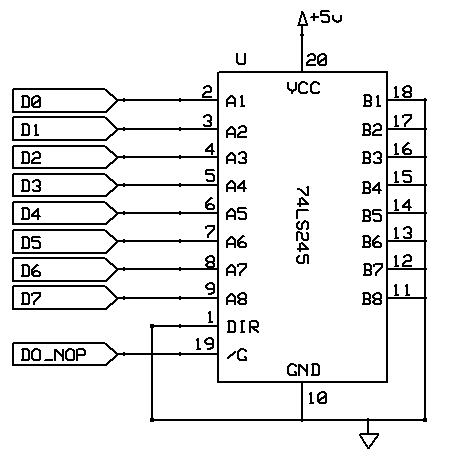 +5v
U 20
VCC
D0 2 A1 B1 18
D1 3 A2 B2 17
D2 4 A3 B3 16
D3 5 A4 B4 15
D4 6 A5 B5 14
D5 7 A6 B6 13
D6 8 A7 B7 12
D7 9 A8 B8 11
74LS245
1 DIR
DO_NOP 19 /G
GND
10